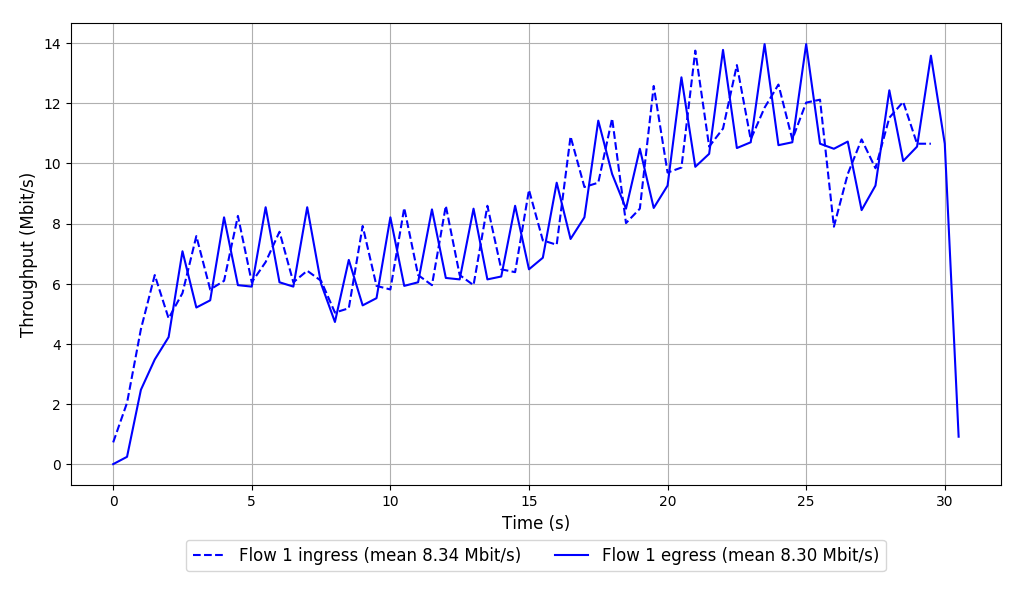 14
12
10
8
6
4
2
0
Throughput (Mbit/s)
0 5 10 15 20 25 30
Time (s)
Flow 1 ingress (mean 8.34 Mbit/s) Flow 1 egress (mean 8.30 Mbit/s)